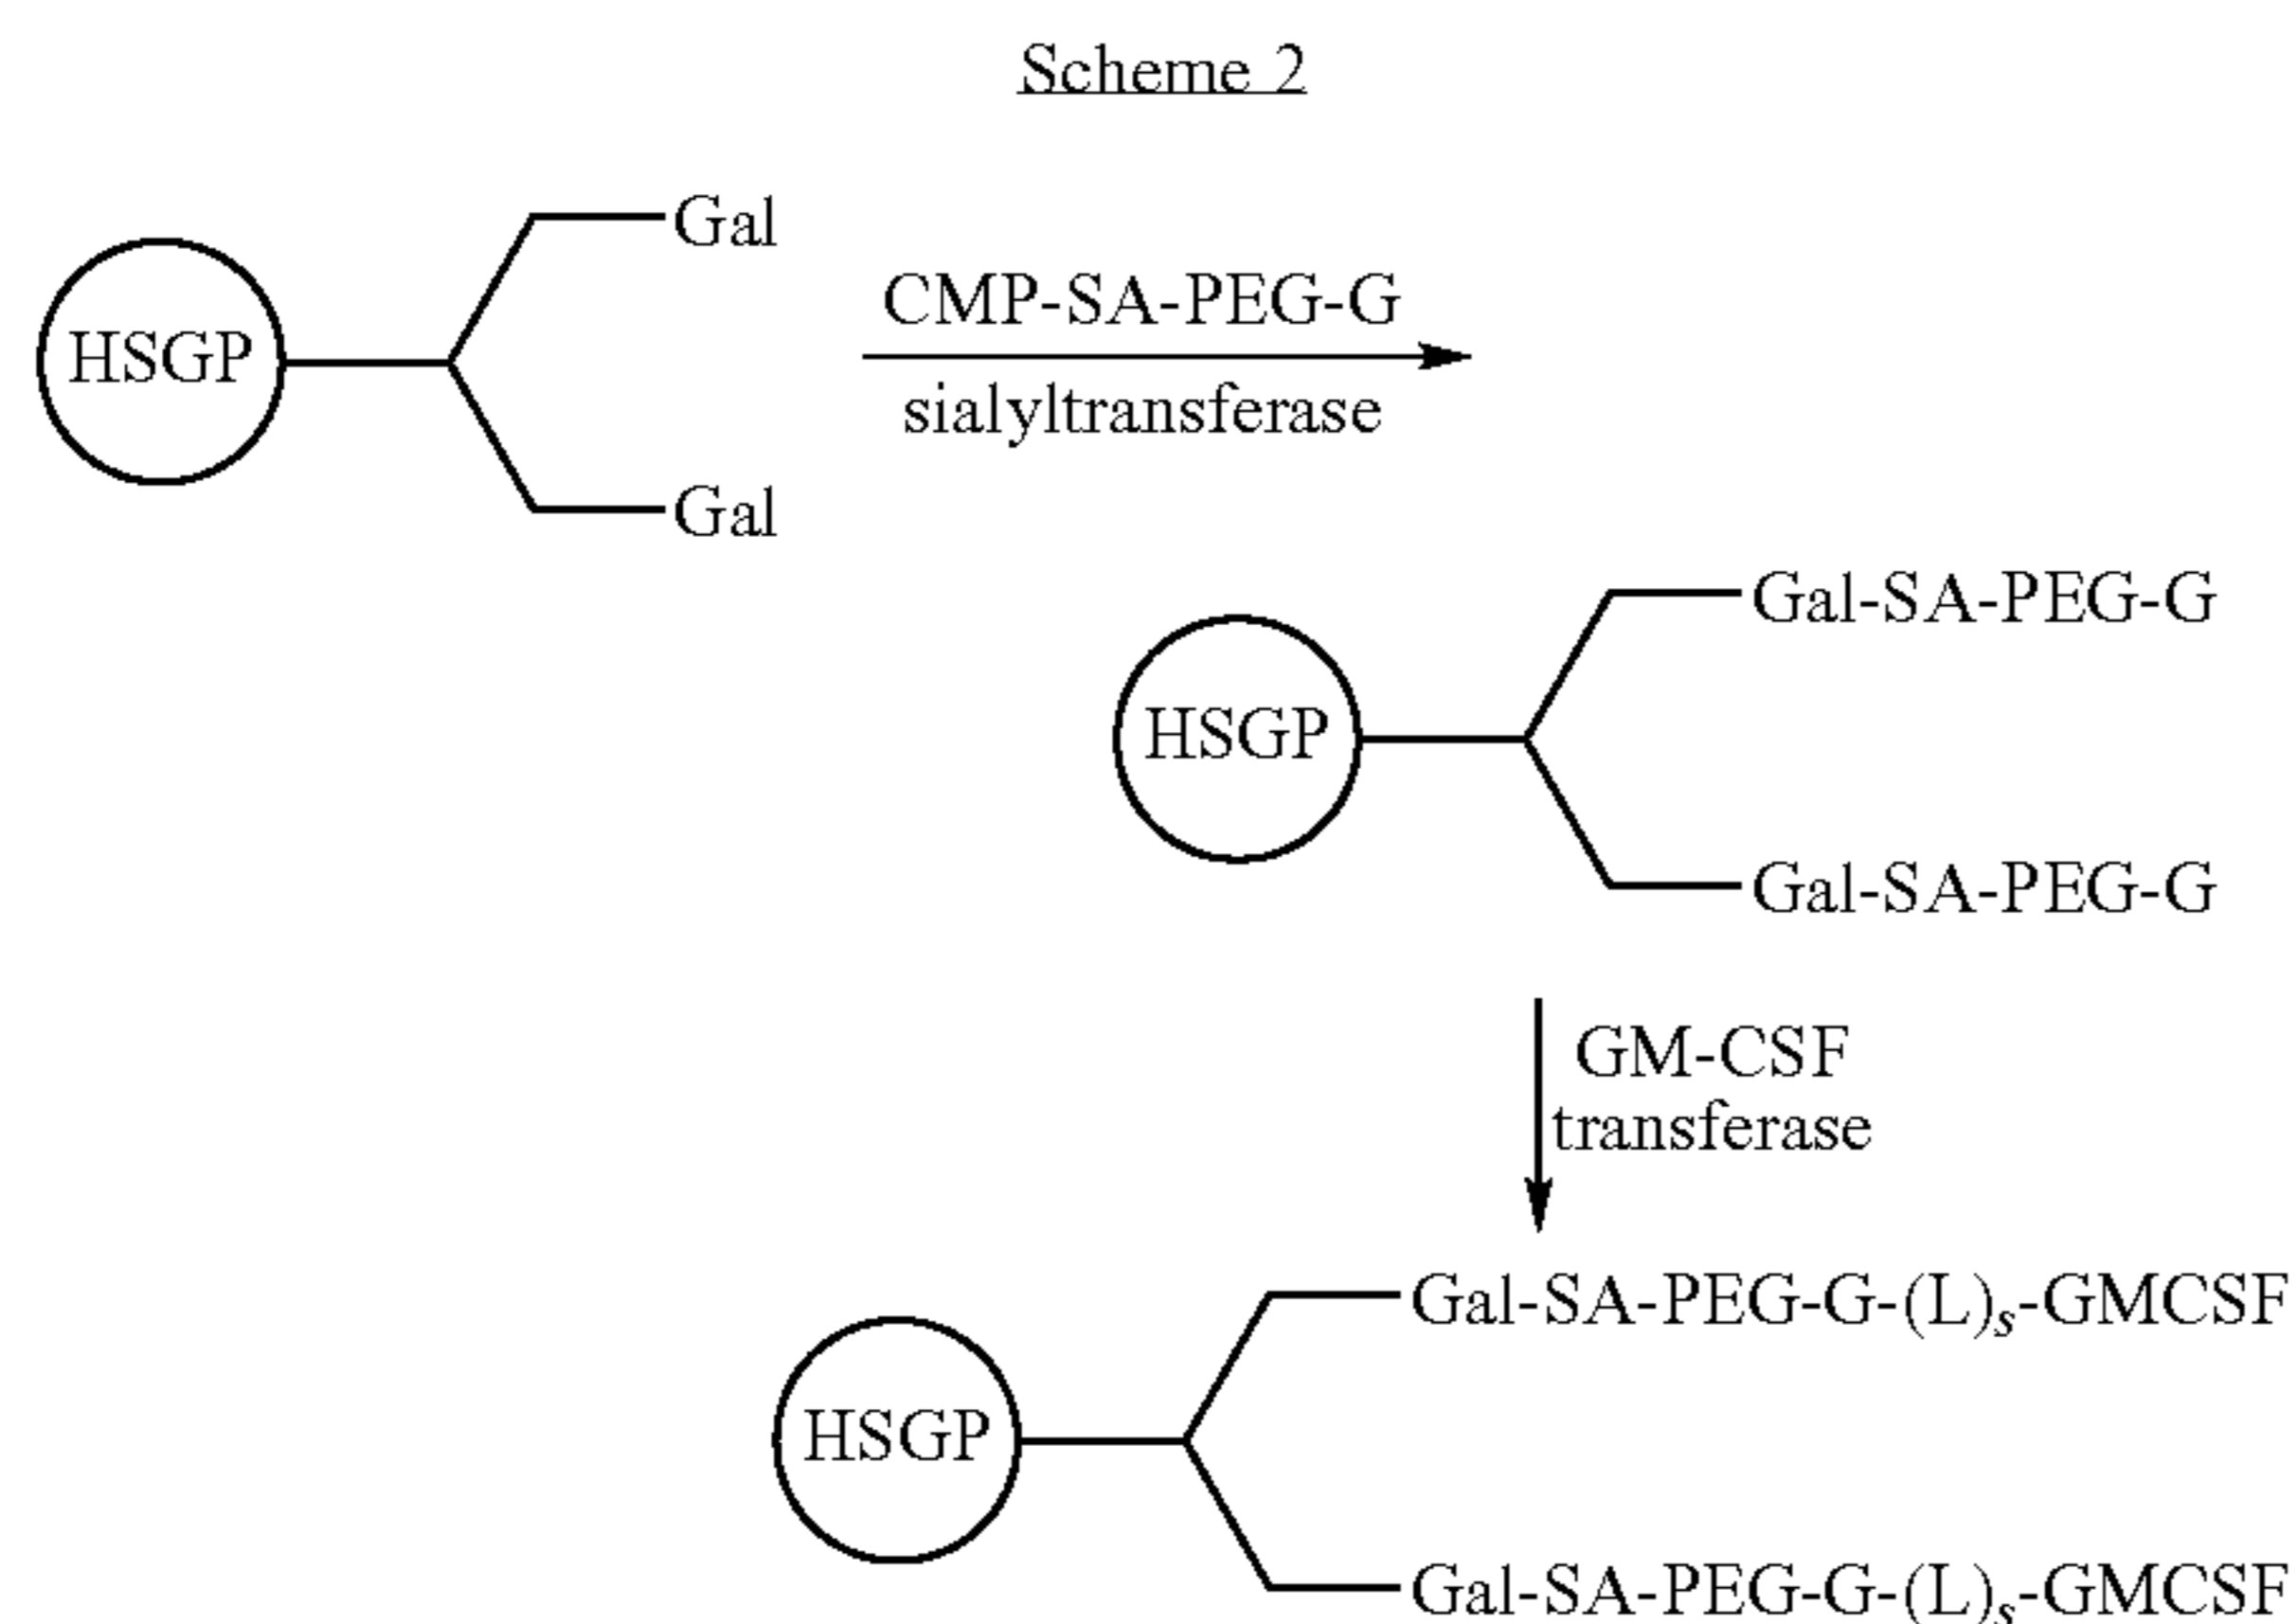 Scheme 2
Gal
HSGP
Gal
CMP-SA-PEG-G
sialyltransferase
Gal-SA-PEG-G
HSGP
Gal-SA-PEG-G
GM-CSF
transferase
Gal-SA-PEG-G-(L)s-GMCSF
HSGP
Gal-SA-PEG-G-(L)s-GMCSF